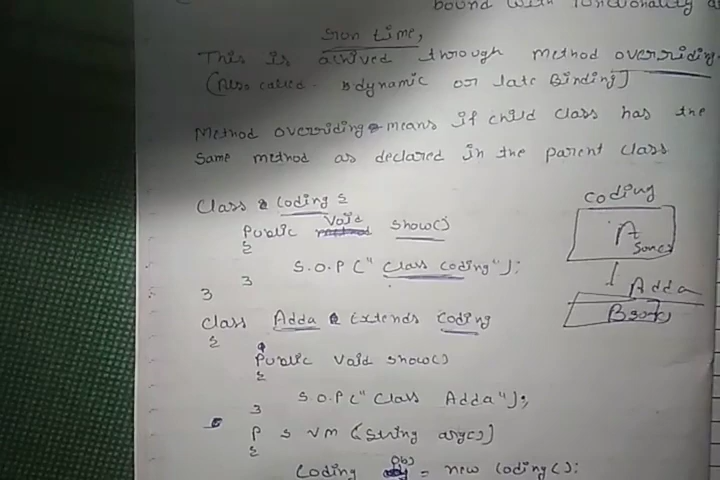 bound with functionality
run time,
This is achived through method overriding.
(Also called dynamic or late Binding)
Method overriding means if child class has the
Same method as declared in the parent class
Class Coding {
Public Void show()
{
S.O.P ("Class Coding");
}
}
Class Adda Extends Coding
{
Public Void show()
{
S.O.P ("Class Adda");
}
P S V M (String args)
{
Coding obj = new Coding();
Coding
A
Adda
B